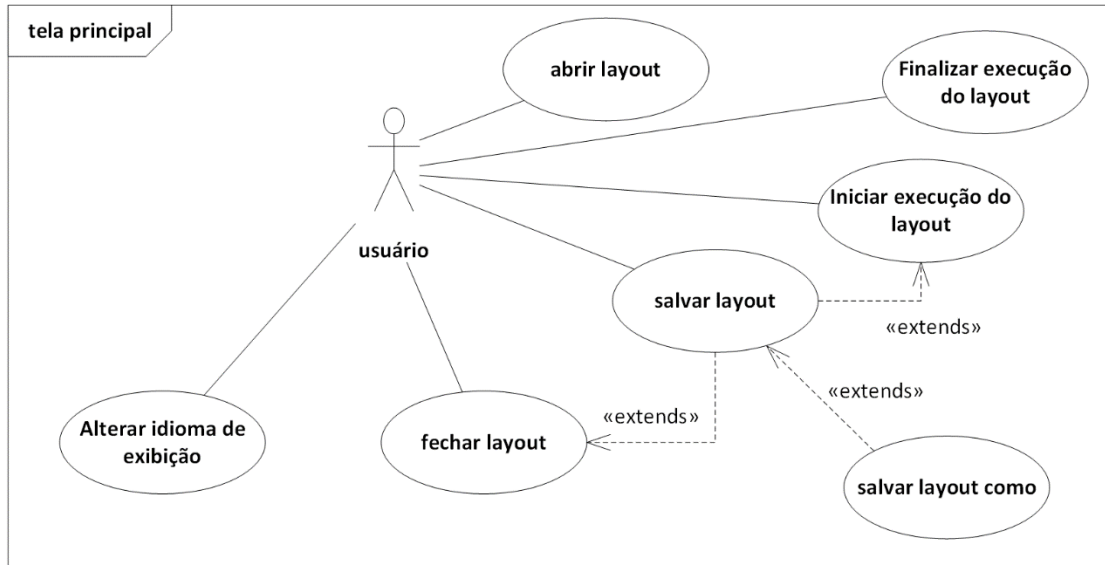 tela principal
abrir layout
Finalizar execução
do layout
Iniciar execução do
layout
usuário
salvar layout
«extends»
«extends»
«extends»
Alterar idioma de
exibição
fechar layout
salvar layout como